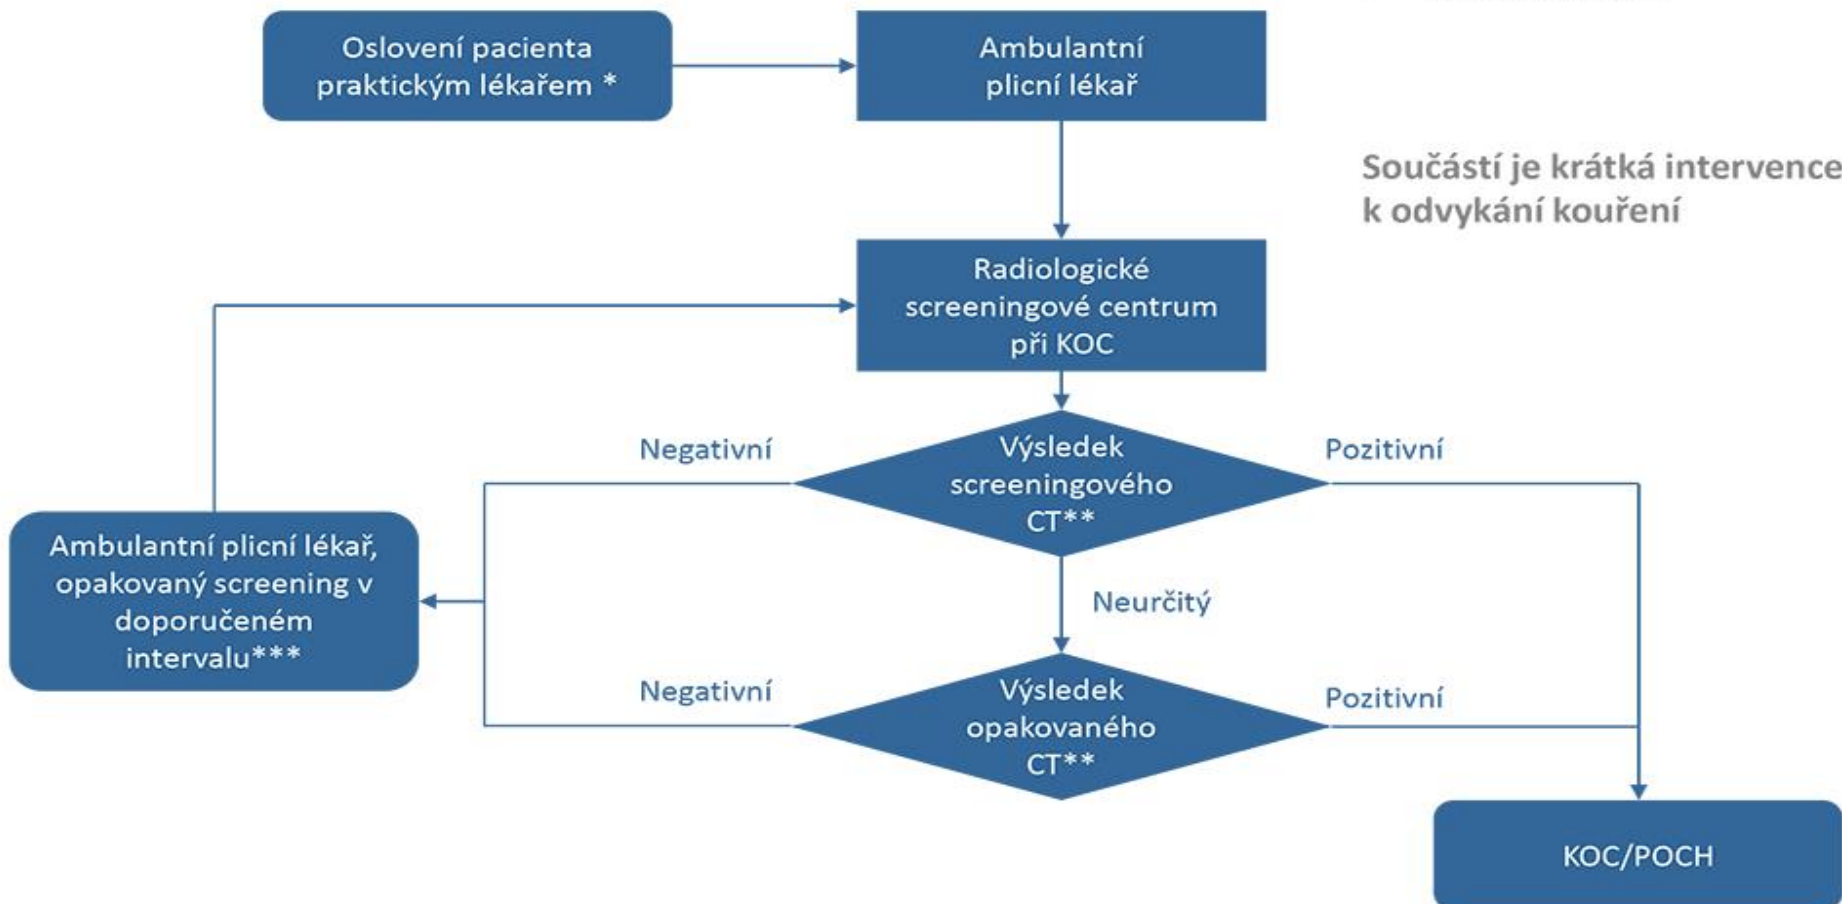 Oslovení pacienta
praktickým lékařem *
Ambulantní
plicní lékař
Součástí je krátká intervence
k odvykání kouření
Radiologické
screeningové centrum
při KOC
Negativní
Výsledek
screeningového
CT**
Pozitivní
Ambulantní plicní lékař,
opakovaný screening v
doporučeném
intervalu***
Neurčitý
Negativní
Výsledek
opakovaného
CT**
Pozitivní
KOC/POCH